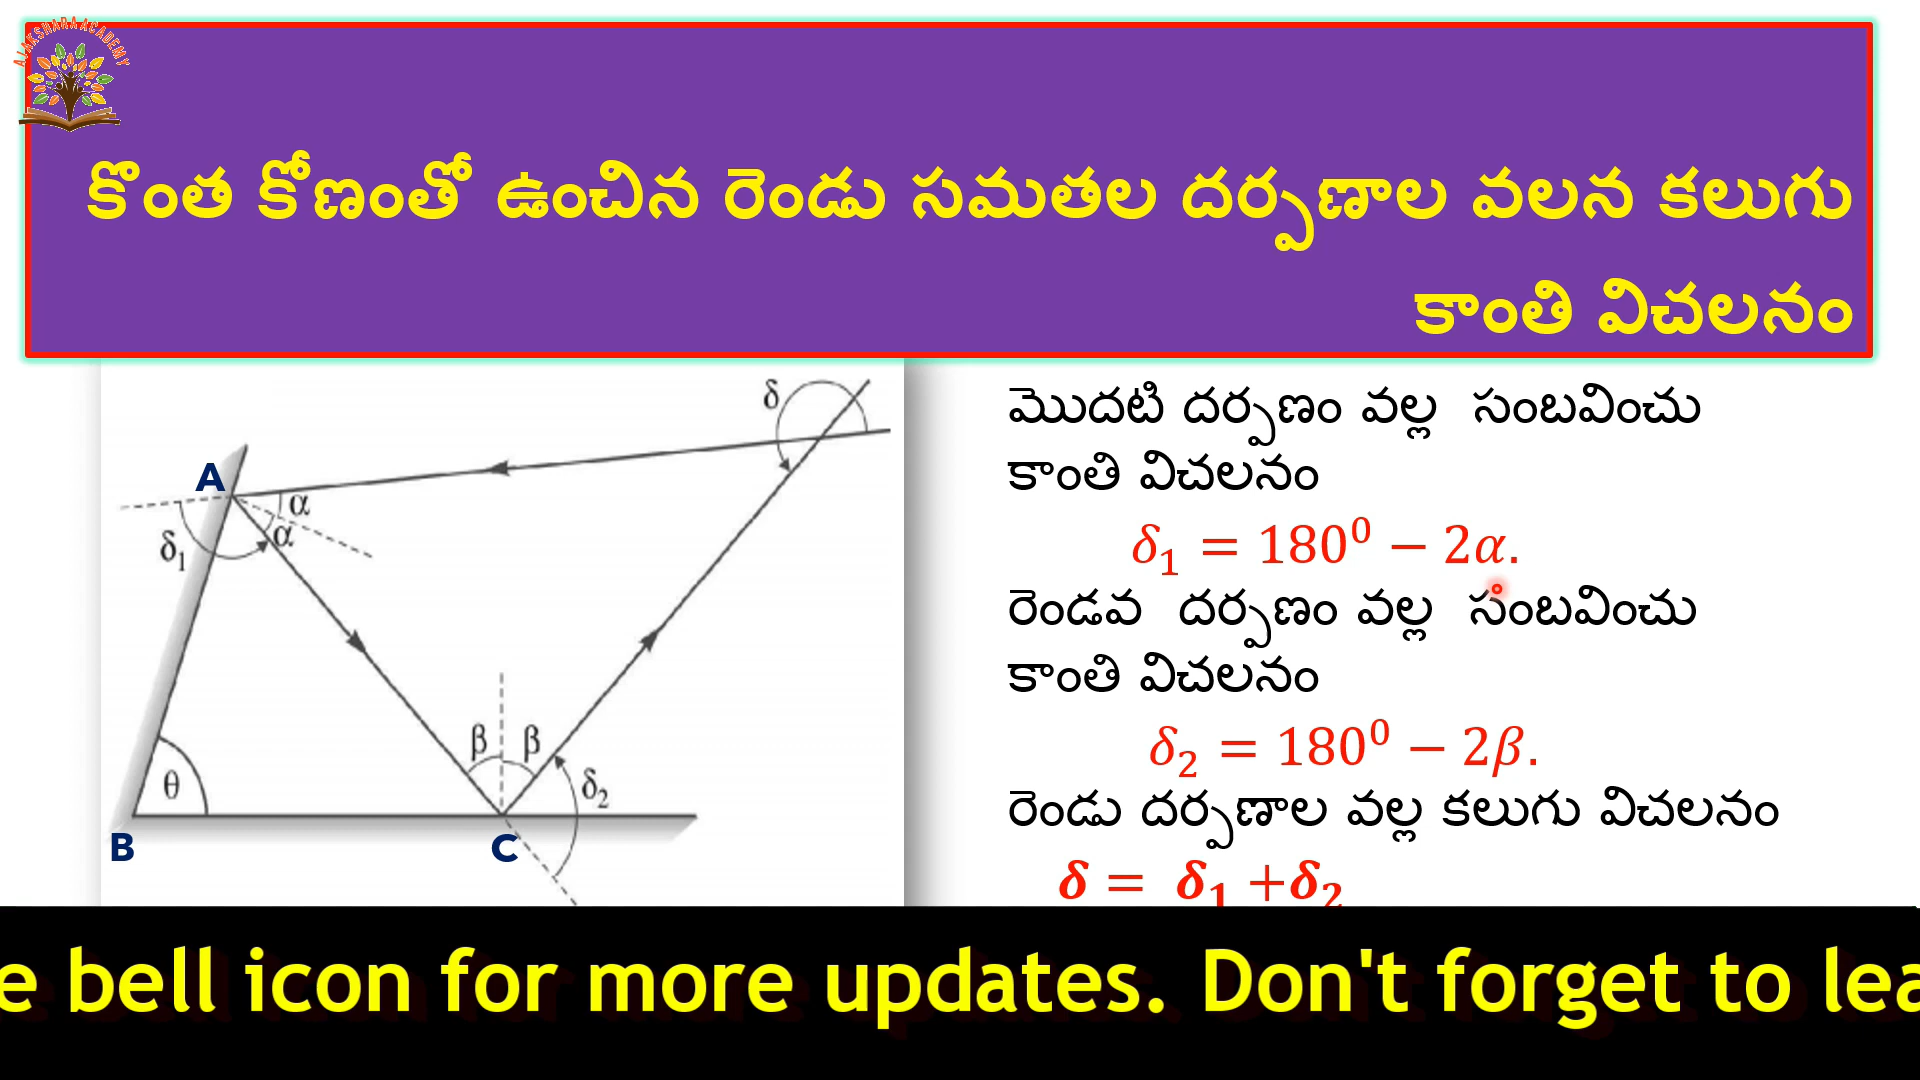 AJAKSHARA ACADEMY
కొంత కోణంతో ఉంచిన రెండు సమతల దర్పణాల వలన కలుగు
కాంతి విచలనం
δ
A
α
α
δ₁
β
β
θ
δ₂
B
C
మొదటి దర్పణం వల్ల సంబవించు
కాంతి విచలనం
δ₁ = 180⁰ − 2α.
రెండవ దర్పణం వల్ల సంబవించు
కాంతి విచలనం
δ₂ = 180⁰ − 2β.
రెండు దర్పణాల వల్ల కలుగు విచలనం
δ = δ₁ +δ₂
e bell icon for more updates. Don't forget to lea